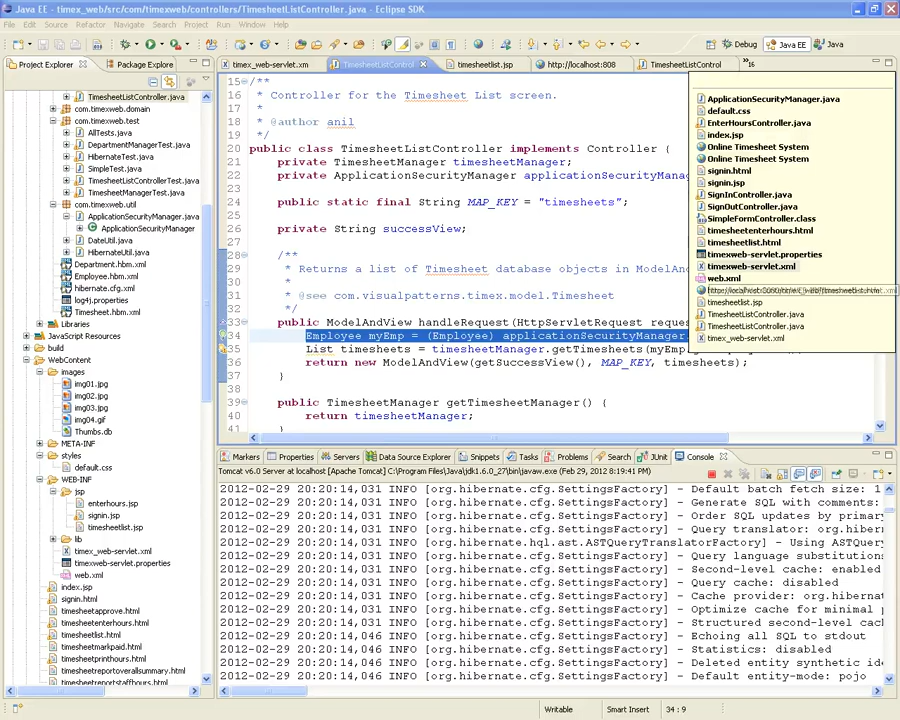 Java EE - timex_web/src/com/timexweb/controllers/TimesheetListController.java - Eclipse SDK
File Edit Source Refactor Navigate Search Project Run Window Help
Debug Java EE Java
Project Explorer Package Explore
timex_web-servlet.xm TimesheetListControl timesheetlist.jsp http://localhost:808 TimesheetListControll »16
TimesheetListController.java
com.timexweb.domain
com.timexweb.test
AllTests.java
DepartmentManagerTest.java
HibernateTest.java
SimpleTest.java
TimesheetListControllerTest.java
TimesheetManagerTest.java
com.timexweb.util
ApplicationSecurityManager.java
ApplicationSecurityManager
DateUtil.java
HibernateUtil.java
Department.hbm.xml
Employee.hbm.xml
hibernate.cfg.xml
log4j.properties
Timesheet.hbm.xml
Libraries
JavaScript Resources
build
WebContent
images
img01.jpg
img02.jpg
img03.jpg
img04.gif
Thumbs.db
META-INF
styles
default.css
WEB-INF
jsp
enterhours.jsp
signin.jsp
timesheetlist.jsp
lib
timex_web-servlet.xml
timexweb-servlet.properties
web.xml
index.jsp
signin.html
timesheetapprove.html
timesheetenterhours.html
timesheetlist.html
timesheetmarkpaid.html
timesheetprinthours.html
timesheetreportoverallsummary.html
timesheetreportstaffhours.html
15 /**
16 * Controller for the Timesheet List screen.
17 *
18 * @author anil
19 */
20 public class TimesheetListController implements Controller {
21 private TimesheetManager timesheetManager;
22 private ApplicationSecurityManager applicationSecurityManag
23
24 public static final String MAP_KEY = "timesheets";
25
26 private String successView;
27
28 /**
29 * Returns a list of Timesheet database objects in ModelAnd
30 *
31 * @see com.visualpatterns.timex.model.Timesheet
32 */
33 public ModelAndView handleRequest(HttpServletRequest reques
34 Employee myEmp = (Employee) applicationSecurityManager.
35 List timesheets = timesheetManager.getTimesheets(myEmp
36 return new ModelAndView(getSuccessView(), MAP_KEY, timesheets);
37 }
38
39 public TimesheetManager getTimesheetManager() {
40 return timesheetManager;
41 }
ApplicationSecurityManager.java
default.css
EnterHoursController.java
index.jsp
Online Timesheet System
Online Timesheet System
signin.html
signin.jsp
SignInController.java
SignOutController.java
SimpleFormController.class
timesheetenterhours.html
timesheetlist.html
timexweb-servlet.properties
timexweb-servlet.xml
web.xml
timesheetlist.jsp
TimesheetListController.java
TimesheetListController.java
timex_web-servlet.xml
Markers Properties Servers Data Source Explorer Snippets Tasks Problems Search JUnit Console
Tomcat v6.0 Server at localhost [Apache Tomcat] C:\Program Files\Java\jdk1.6.0_27\bin\javaw.exe (Feb 29, 2012 8:19:41 PM)
2012-02-29 20:20:14,031 INFO [org.hibernate.cfg.SettingsFactory] - Default batch fetch size: 1
2012-02-29 20:20:14,031 INFO [org.hibernate.cfg.SettingsFactory] - Generate SQL with comments:
2012-02-29 20:20:14,031 INFO [org.hibernate.cfg.SettingsFactory] - Order SQL updates by primary
2012-02-29 20:20:14,031 INFO [org.hibernate.cfg.SettingsFactory] - Query translator: org.hiber
2012-02-29 20:20:14,031 INFO [org.hibernate.hql.ast.ASTQueryTranslatorFactory] - Using ASTQuery
2012-02-29 20:20:14,031 INFO [org.hibernate.cfg.SettingsFactory] - Query language substitutions
2012-02-29 20:20:14,031 INFO [org.hibernate.cfg.SettingsFactory] - Second-level cache: enabled
2012-02-29 20:20:14,031 INFO [org.hibernate.cfg.SettingsFactory] - Query cache: disabled
2012-02-29 20:20:14,031 INFO [org.hibernate.cfg.SettingsFactory] - Cache provider: org.hiberna
2012-02-29 20:20:14,031 INFO [org.hibernate.cfg.SettingsFactory] - Optimize cache for minimal p
2012-02-29 20:20:14,031 INFO [org.hibernate.cfg.SettingsFactory] - Structured second-level cach
2012-02-29 20:20:14,046 INFO [org.hibernate.cfg.SettingsFactory] - Echoing all SQL to stdout
2012-02-29 20:20:14,046 INFO [org.hibernate.cfg.SettingsFactory] - Statistics: disabled
2012-02-29 20:20:14,046 INFO [org.hibernate.cfg.SettingsFactory] - Deleted entity synthetic ide
2012-02-29 20:20:14,046 INFO [org.hibernate.cfg.SettingsFactory] - Default entity-mode: pojo
Writable Smart Insert 34 : 9